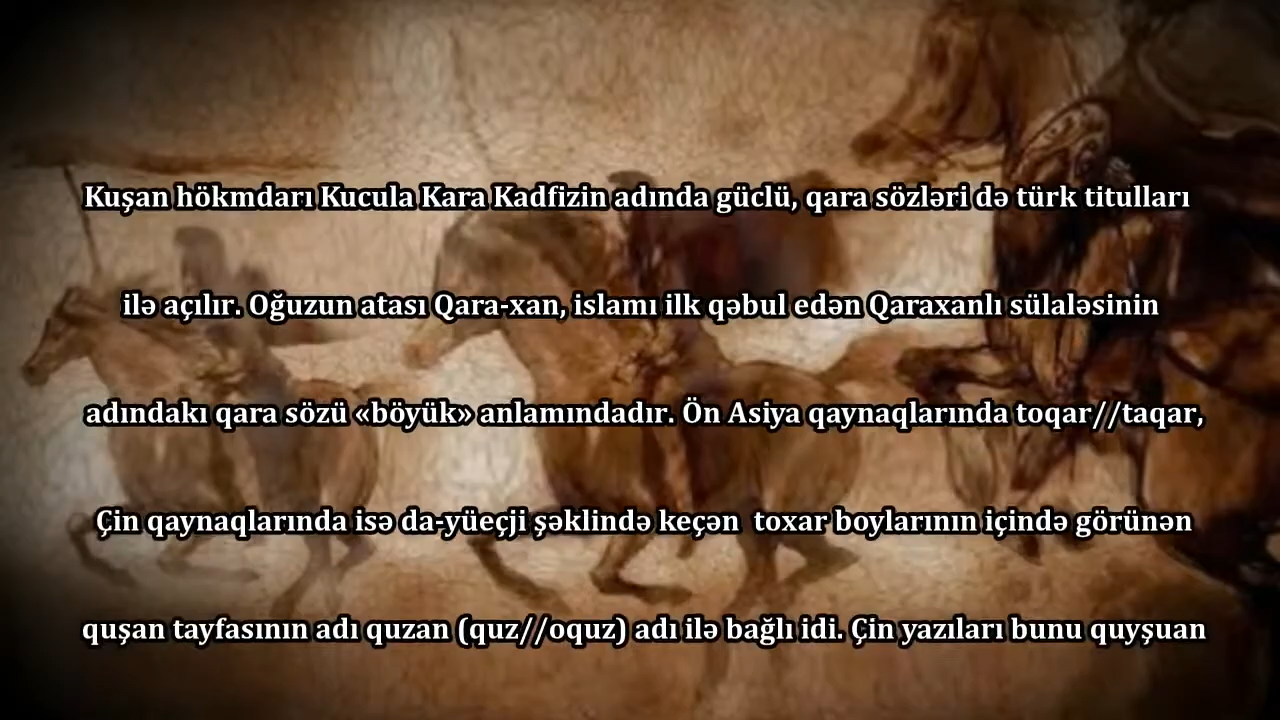 Kuşan hökmdarı Kucula Kara Kadfizin adında güclü, qara sözləri də türk titulları
ilə açılır. Oğuzun atası Qara-xan, islamı ilk qəbul edən Qaraxanlı sülaləsinin
adındakı qara sözü «böyük» anlamındadır. Ön Asiya qaynaqlarında toqar//taqar,
Çin qaynaqlarında isə da-yüeçji şəklində keçən toxar boylarının içində görünən
quşan tayfasının adı quzan (quz//oquz) adı ilə bağlı idi. Çin yazıları bunu quyşuan